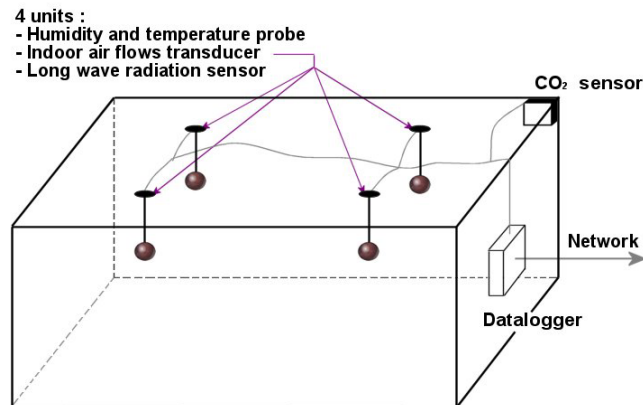 4 units :
- Humidity and temperature probe
- Indoor air flows transducer
- Long wave radiation sensor
CO₂ sensor
Network
Datalogger